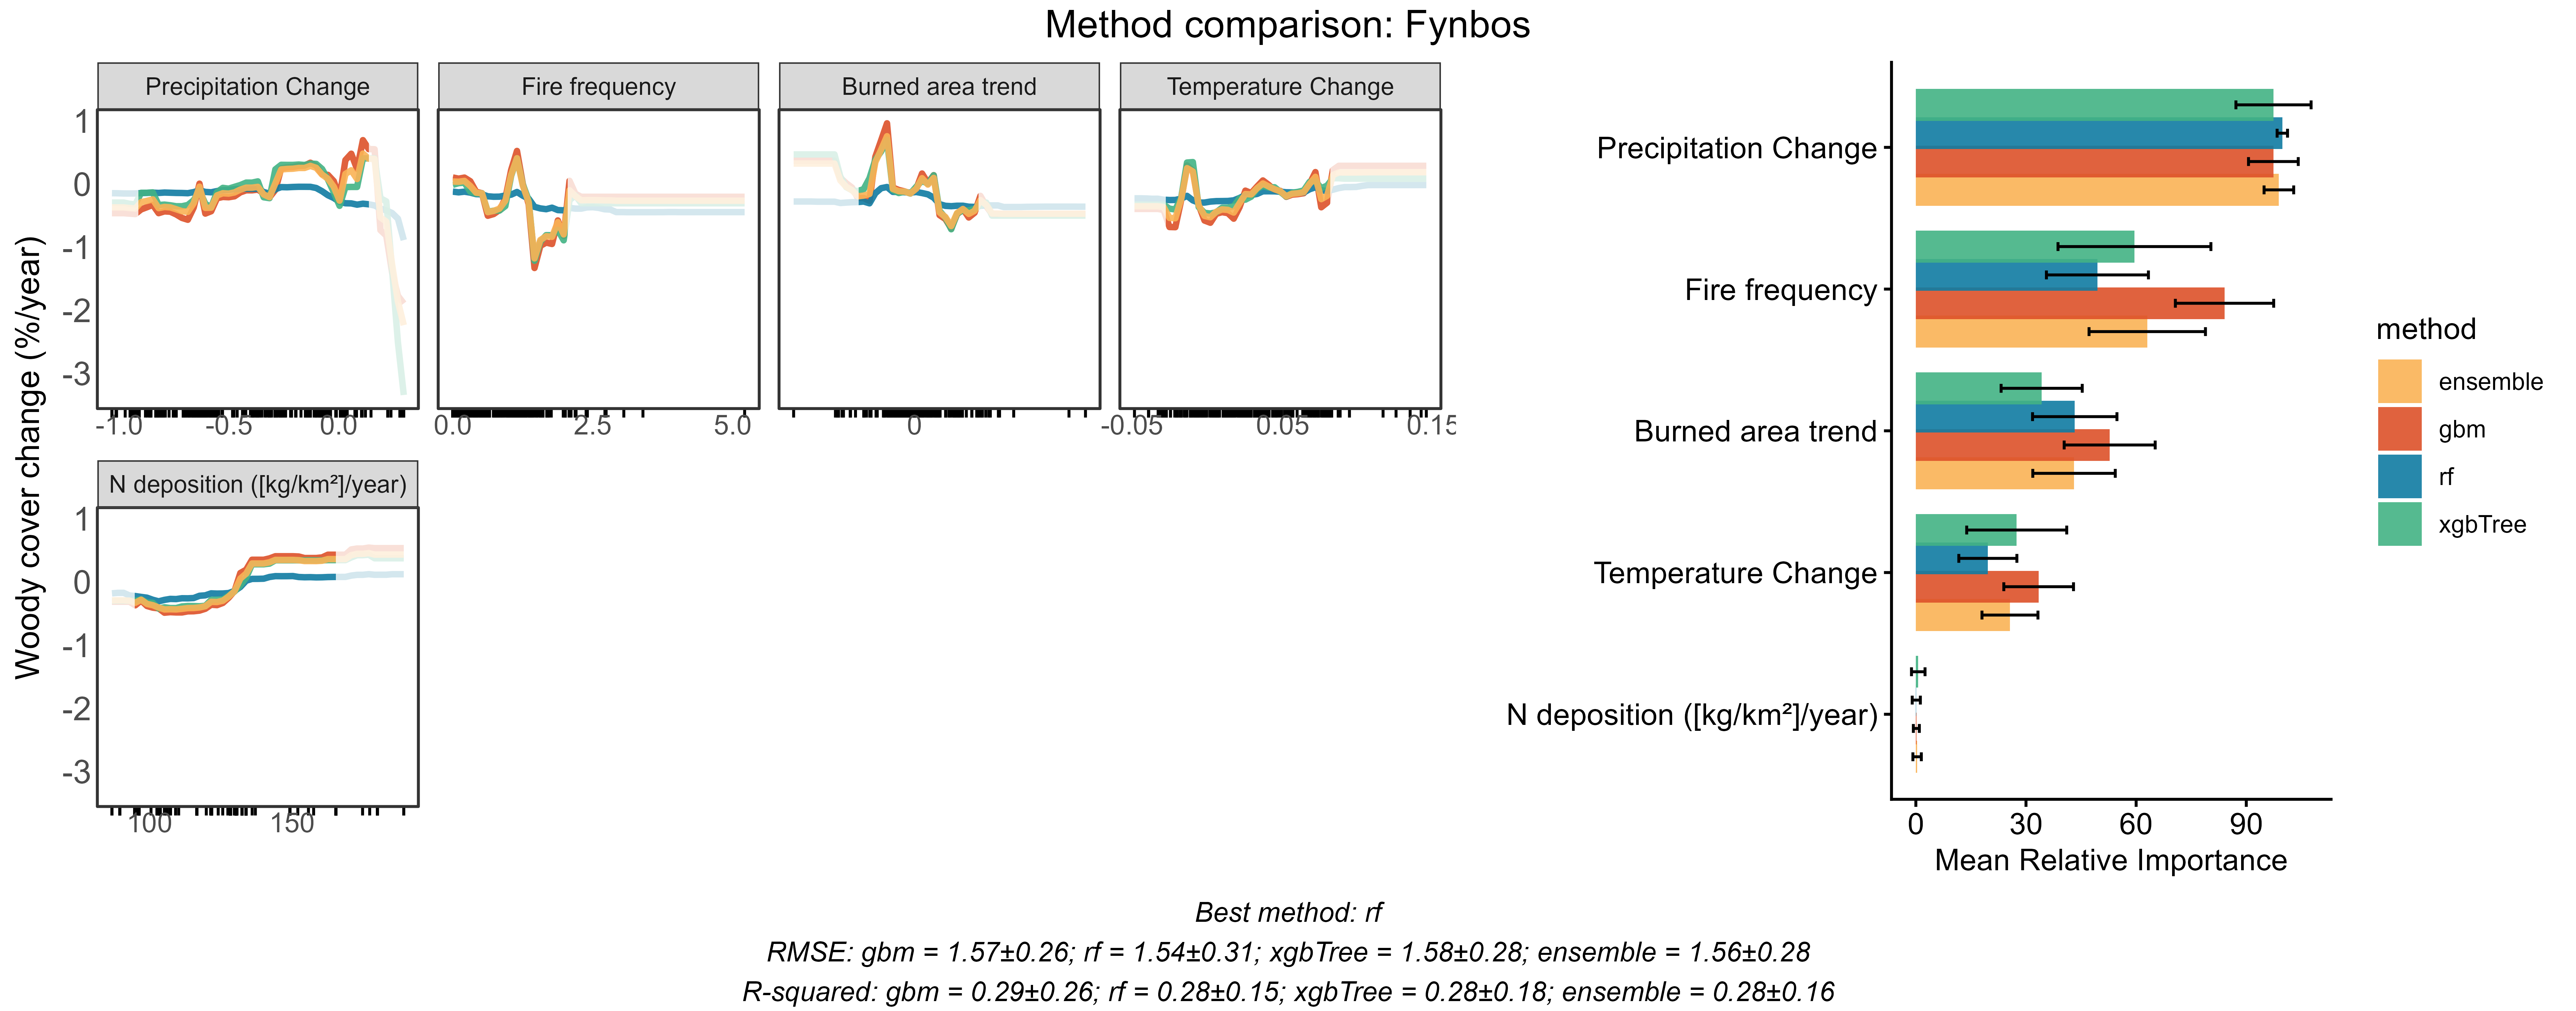 Method comparison: Fynbos
Precipitation Change
Fire frequency
Burned area trend
Temperature Change
Woody cover change (%/year)
1
0
-1
-2
-3
-1.0 -0.5 0.0
0.0 2.5 5.0
0
-0.05 0.05 0.15
N deposition ([kg/km²]/year)
1
0
-1
-2
-3
100 150
Precipitation Change
Fire frequency
Burned area trend
Temperature Change
N deposition ([kg/km²]/year)
0 30 60 90
Mean Relative Importance
method
ensemble
gbm
rf
xgbTree
Best method: rf
RMSE: gbm = 1.57±0.26; rf = 1.54±0.31; xgbTree = 1.58±0.28; ensemble = 1.56±0.28
R-squared: gbm = 0.29±0.26; rf = 0.28±0.15; xgbTree = 0.28±0.18; ensemble = 0.28±0.16